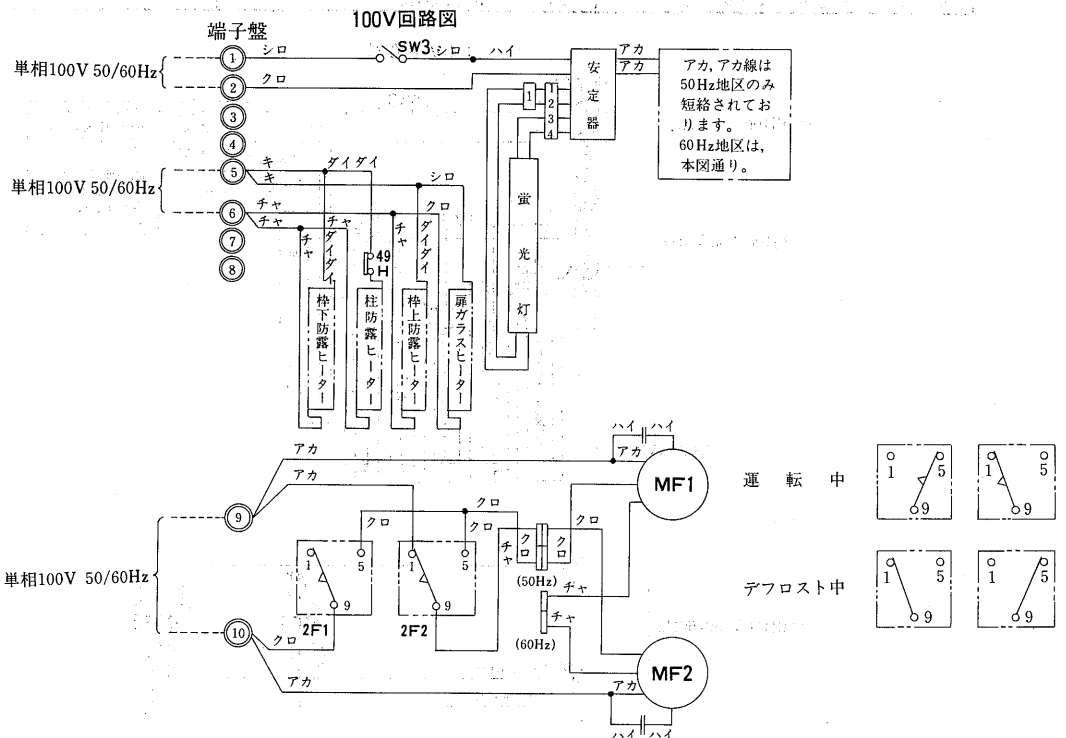 100V回路図
端子盤
単相100V 50/60Hz
① シロ SW3 シロ ハイ
② クロ
③
④
安定器
アカ
アカ
1
1
2
3
4
アカ,アカ線は
50Hz地区のみ
短絡されてお
ります。
60Hz地区は,
本図通り。
単相100V 50/60Hz
⑤ キ ダイダイ
キ シロ
⑥ チャ クロ
チャ チャ
⑦
⑧
チャ
ダイダイ
49
H
チャ
ダイダイ
枠下防露ヒーター
柱防露ヒーター
枠上防露ヒーター
扉ガラスヒーター
蛍光灯
単相100V 50/60Hz
⑨ アカ
アカ
ハイ ハイ
アカ
MF1
クロ
クロ
クロ
チャ
クロ
クロ
クロ
(50Hz)
1 5
9
2F1
1 5
9
2F2
チャ
チャ
(60Hz)
⑩ クロ
アカ
アカ
MF2
ハイ ハイ
運転中
1 5
9
1 5
9
デフロスト中
1 5
9
1 5
9